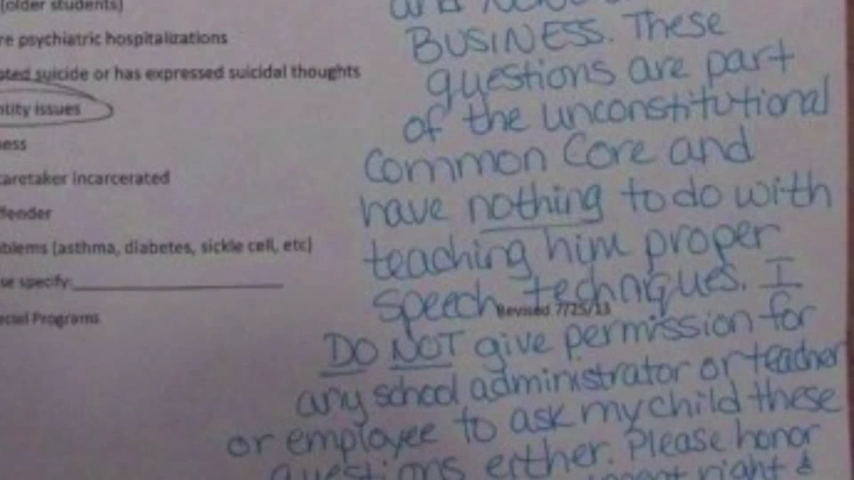 (older students)
re psychiatric hospitalizations
pted suicide or has expressed suicidal thoughts
ntity issues
ness
caretaker incarcerated
ffender
oblems (asthma, diabetes, sickle cell, etc)
se specify:
ecial Programs
Revised 7/25/13
and
BUSINESS. These
questions are part
of the unconstitutional
Common Core and
have nothing to do with
teaching him proper
speech techniques. I
DO NOT give permission for
any school administrator or teacher
or employee to ask my child these
questions either. Please honor
right &